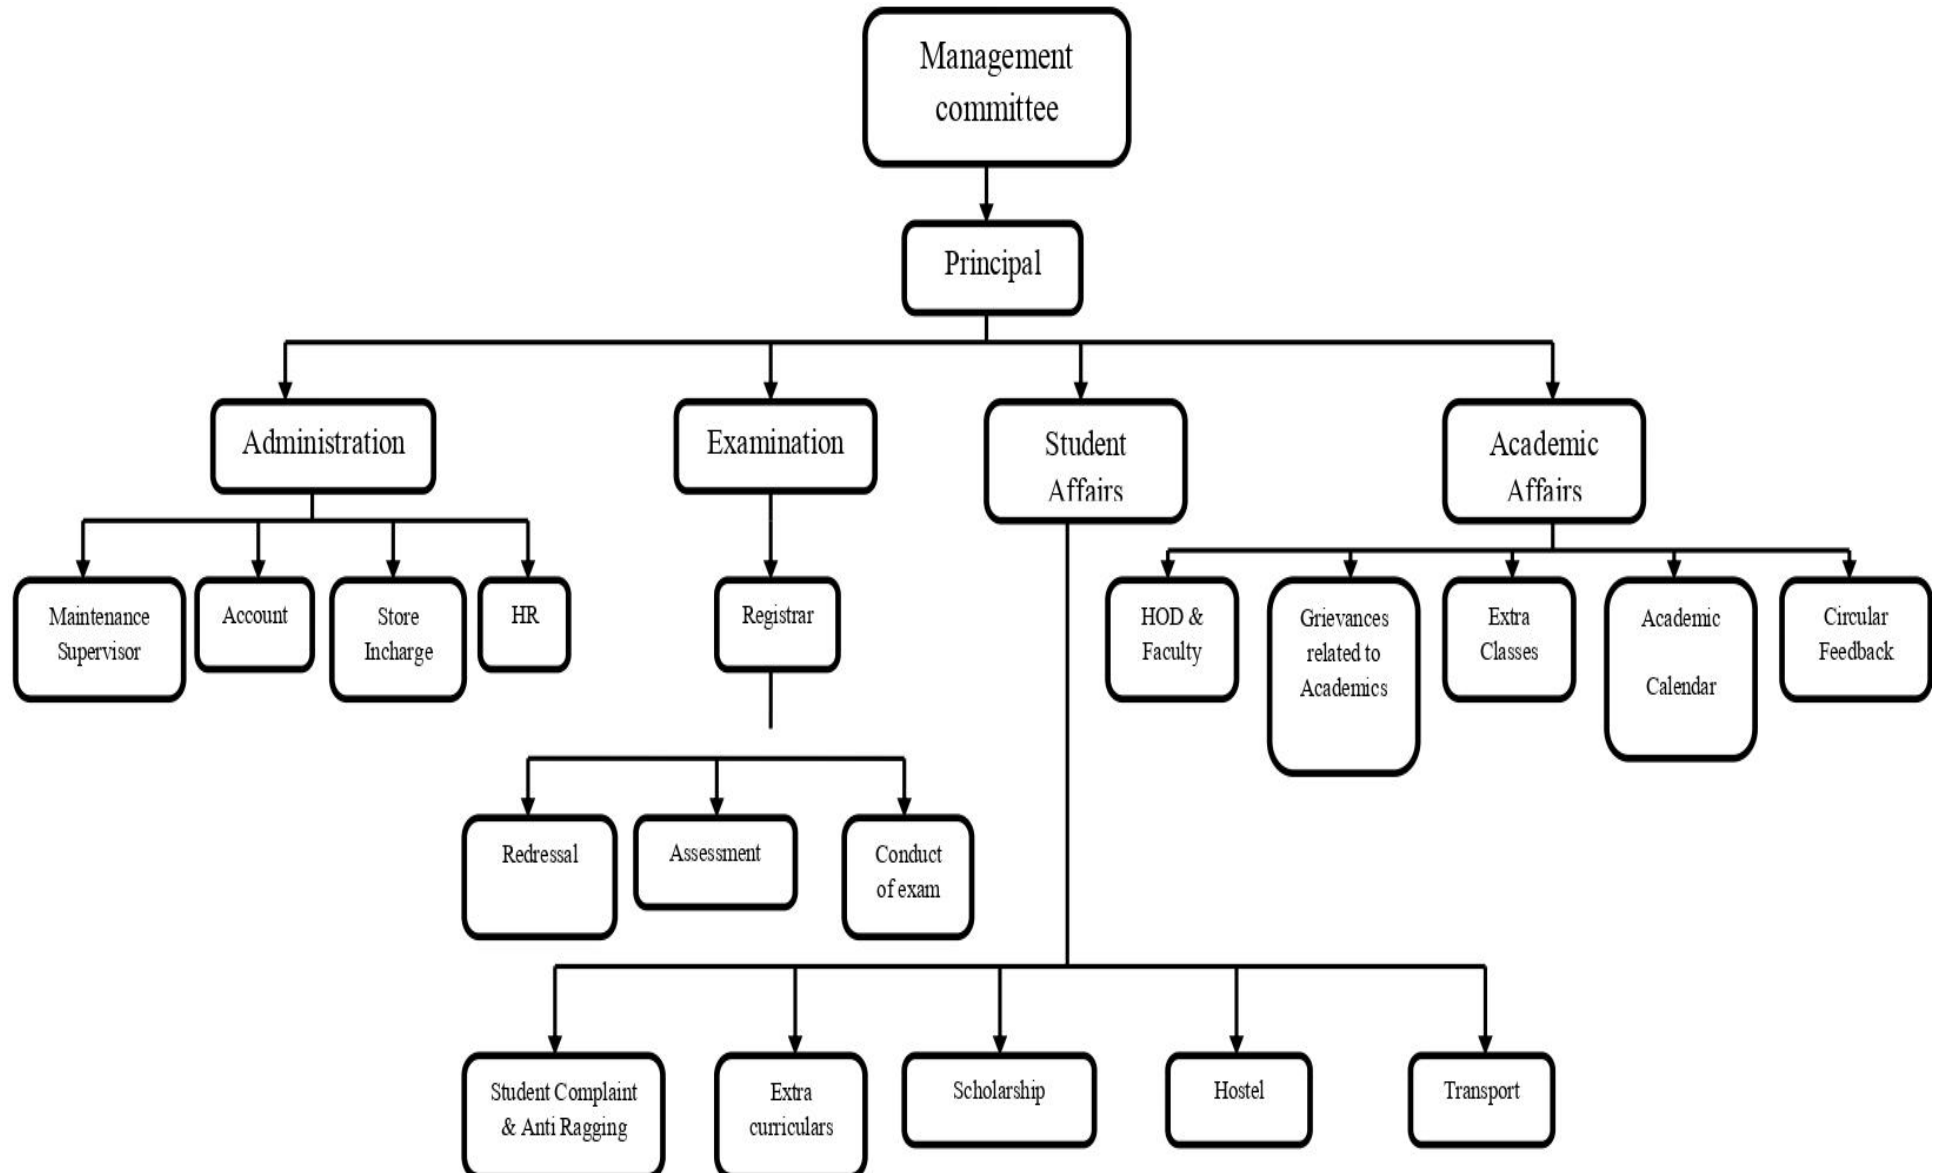 Management
committee
Principal
Administration
Examination
Student
Affairs
Academic
Affairs
Maintenance
Supervisor
Account
Store
Incharge
HR
Registrar
HOD &
Faculty
Grievances
related to
Academics
Extra
Classes
Academic
Calendar
Circular
Feedback
Redressal
Assessment
Conduct
of exam
Student Complaint
& Anti Ragging
Extra
curriculars
Scholarship
Hostel
Transport